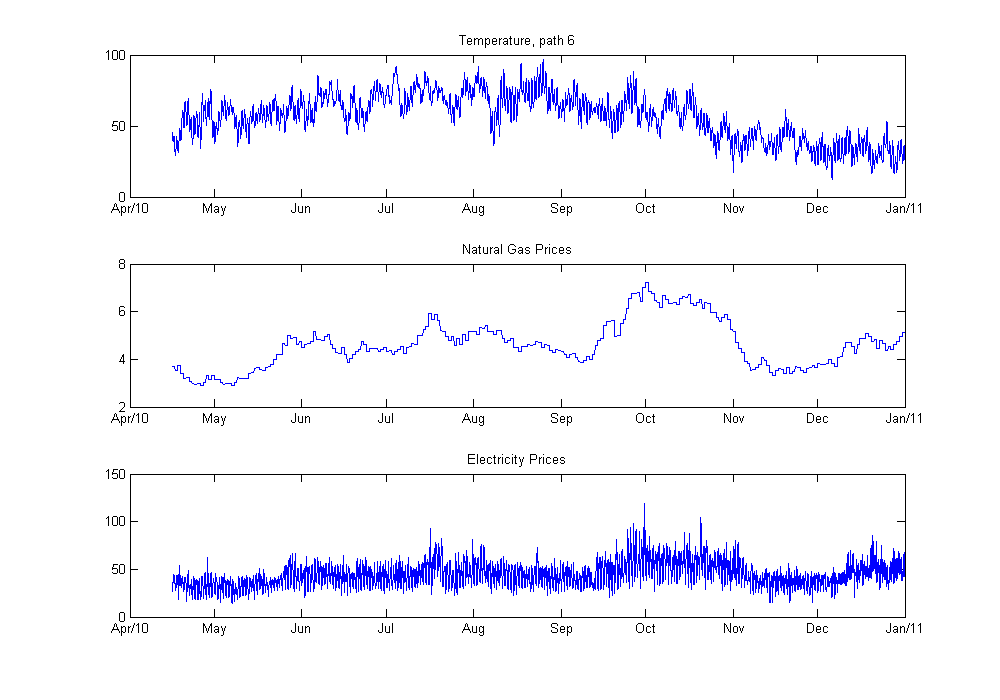 Temperature, path 6
100
50
0
Apr/10 May Jun Jul Aug Sep Oct Nov Dec Jan/11
Natural Gas Prices
8
6
4
2
Apr/10 May Jun Jul Aug Sep Oct Nov Dec Jan/11
Electricity Prices
150
100
50
0
Apr/10 May Jun Jul Aug Sep Oct Nov Dec Jan/11